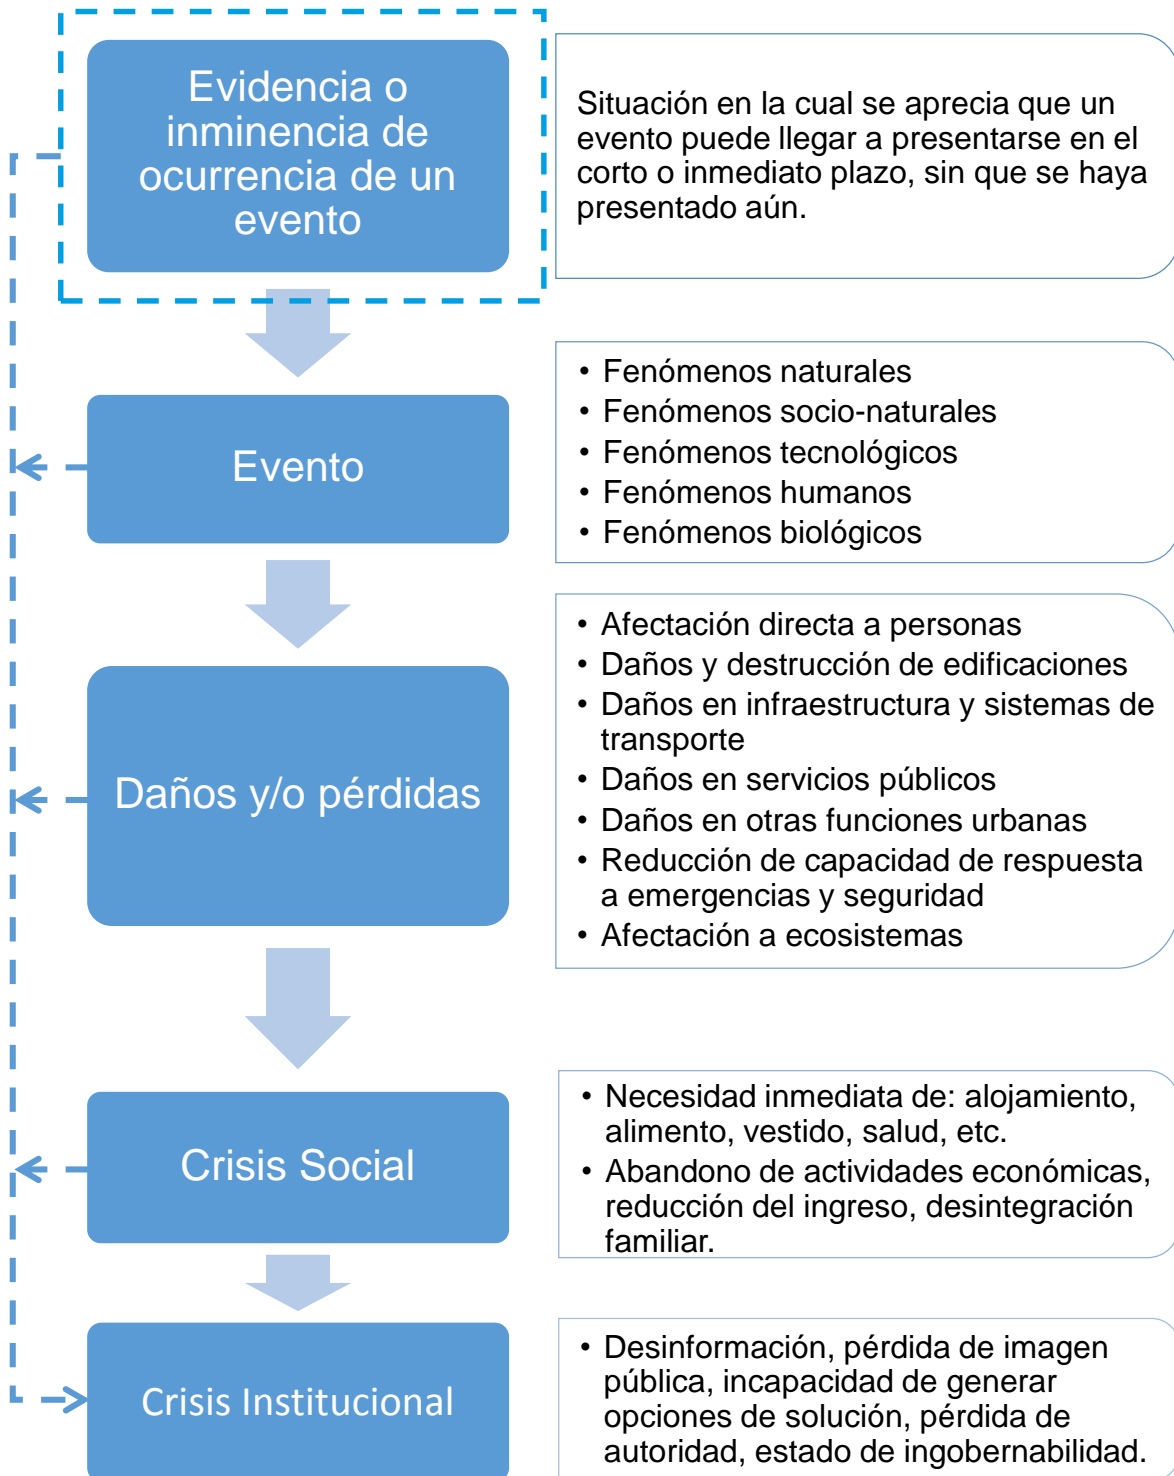 Evidencia o
inminencia de
ocurrencia de un
evento
Situación en la cual se aprecia que un
evento puede llegar a presentarse en el
corto o inmediato plazo, sin que se haya
presentado aún.
Evento
• Fenómenos naturales
• Fenómenos socio-naturales
• Fenómenos tecnológicos
• Fenómenos humanos
• Fenómenos biológicos
Daños y/o pérdidas
• Afectación directa a personas
• Daños y destrucción de edificaciones
• Daños en infraestructura y sistemas de
transporte
• Daños en servicios públicos
• Daños en otras funciones urbanas
• Reducción de capacidad de respuesta
a emergencias y seguridad
• Afectación a ecosistemas
Crisis Social
• Necesidad inmediata de: alojamiento,
alimento, vestido, salud, etc.
• Abandono de actividades económicas,
reducción del ingreso, desintegración
familiar.
Crisis Institucional
• Desinformación, pérdida de imagen
pública, incapacidad de generar
opciones de solución, pérdida de
autoridad, estado de ingobernabilidad.